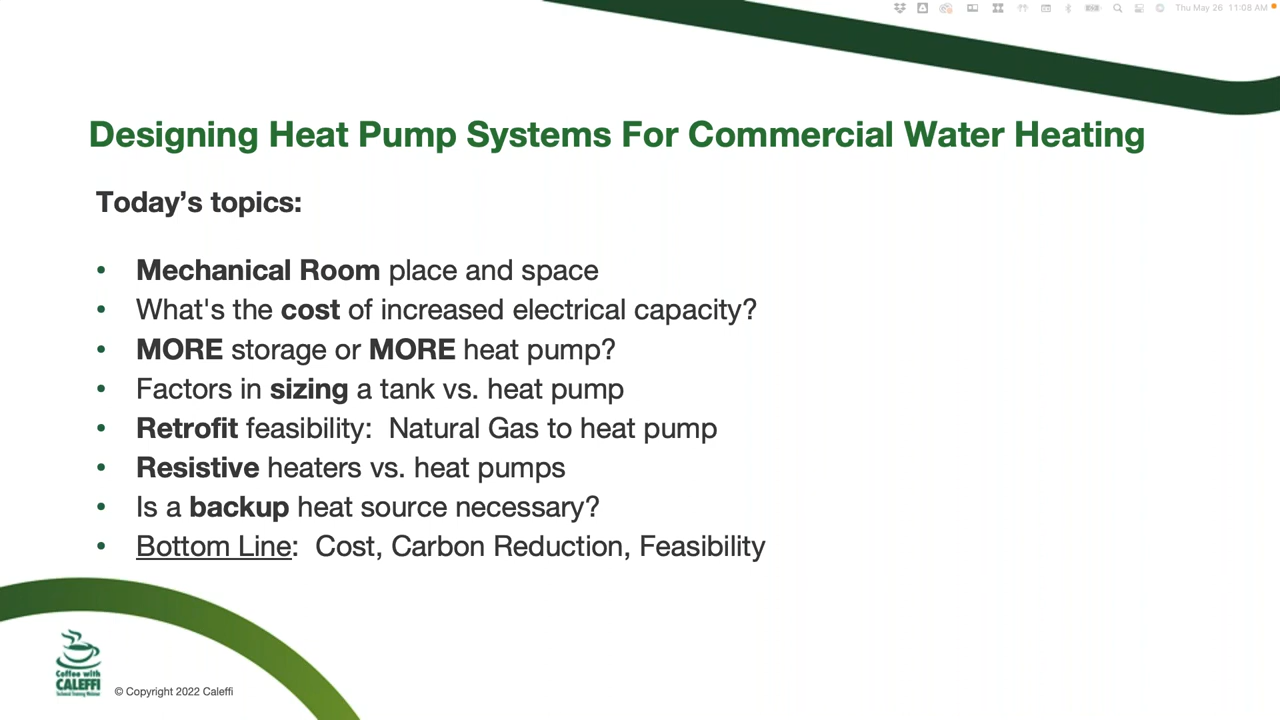 Thu May 26 11:08 AM
Designing Heat Pump Systems For Commercial Water Heating
Today’s topics:
• Mechanical Room place and space
• What's the cost of increased electrical capacity?
• MORE storage or MORE heat pump?
• Factors in sizing a tank vs. heat pump
• Retrofit feasibility: Natural Gas to heat pump
• Resistive heaters vs. heat pumps
• Is a backup heat source necessary?
• Bottom Line: Cost, Carbon Reduction, Feasibility
Coffee with
CALEFFI
Technical Training Webinar
© Copyright 2022 Caleffi